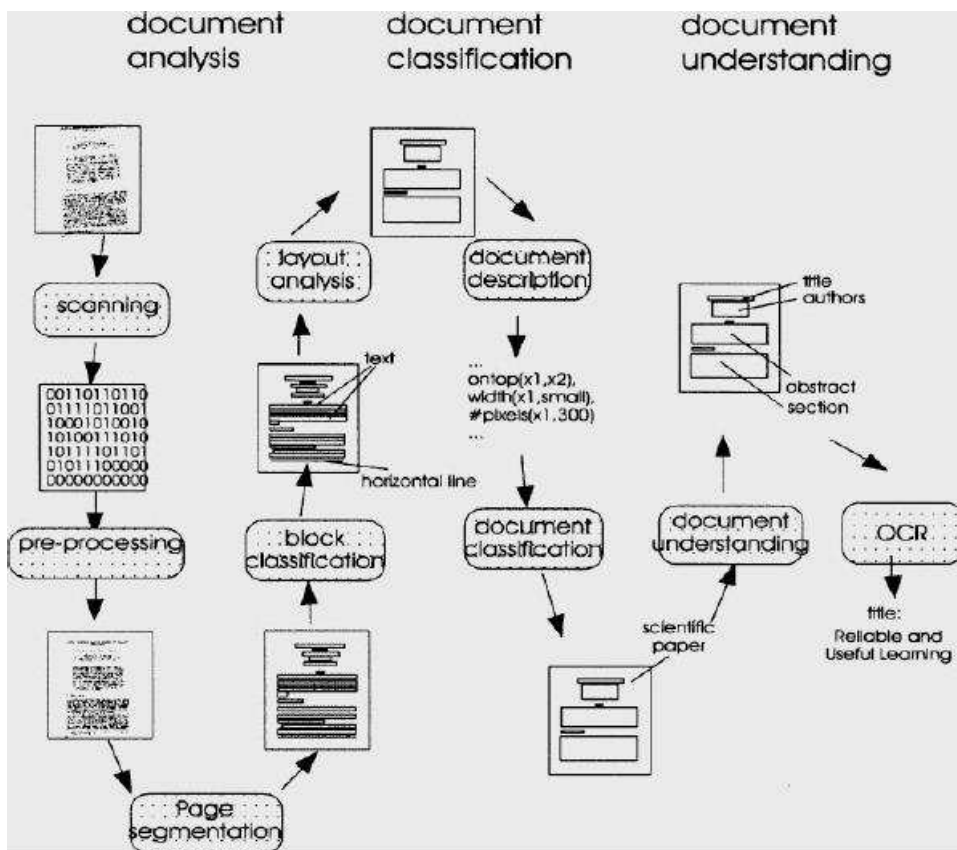 document
analysis
document
classification
document
understanding
scanning
00110110110
01111011001
10001010010
10100111010
10111011101
01011100000
00000000000
pre-processing
Page
segmentation
block
classification
text
horizontal line
layout
analysis
document
description
...
ontop(x1,x2),
width(x1,small),
#pixels(x1,300)
...
document
classification
scientific
paper
document
understanding
title
authors
abstract
section
OCR
title:
Reliable and
Useful Learning